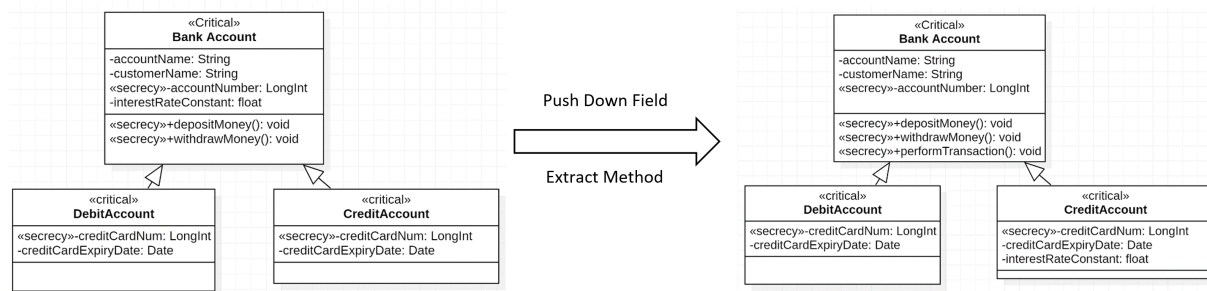 «Critical»
Bank Account
-accountName: String
-customerName: String
«secrecy»-accountNumber: LongInt
-interestRateConstant: float
«secrecy»+depositMoney(): void
«secrecy»+withdrawMoney(): void
«critical»
DebitAccount
«secrecy»-creditCardNum: LongInt
-creditCardExpiryDate: Date
«critical»
CreditAccount
«secrecy»-creditCardNum: LongInt
-creditCardExpiryDate: Date
Push Down Field
Extract Method
«Critical»
Bank Account
-accountName: String
-customerName: String
«secrecy»-accountNumber: LongInt
«secrecy»+depositMoney(): void
«secrecy»+withdrawMoney(): void
«secrecy»+performTransaction(): void
«critical»
DebitAccount
«secrecy»-creditCardNum: LongInt
-creditCardExpiryDate: Date
«critical»
CreditAccount
«secrecy»-creditCardNum: LongInt
-creditCardExpiryDate: Date
-interestRateConstant: float